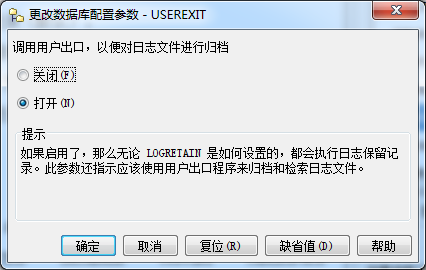 更改数据库配置参数 - USEREXIT
调用用户出口，以便对日志文件进行归档
关闭(F)
打开(N)
提示
如果启用了，那么无论 LOGRETAIN 是如何设置的，都会执行日志保留记
录。此参数还指示应该使用用户出口程序来归档和检索日志文件。
确定 取消 复位(R) 缺省值(D) 帮助